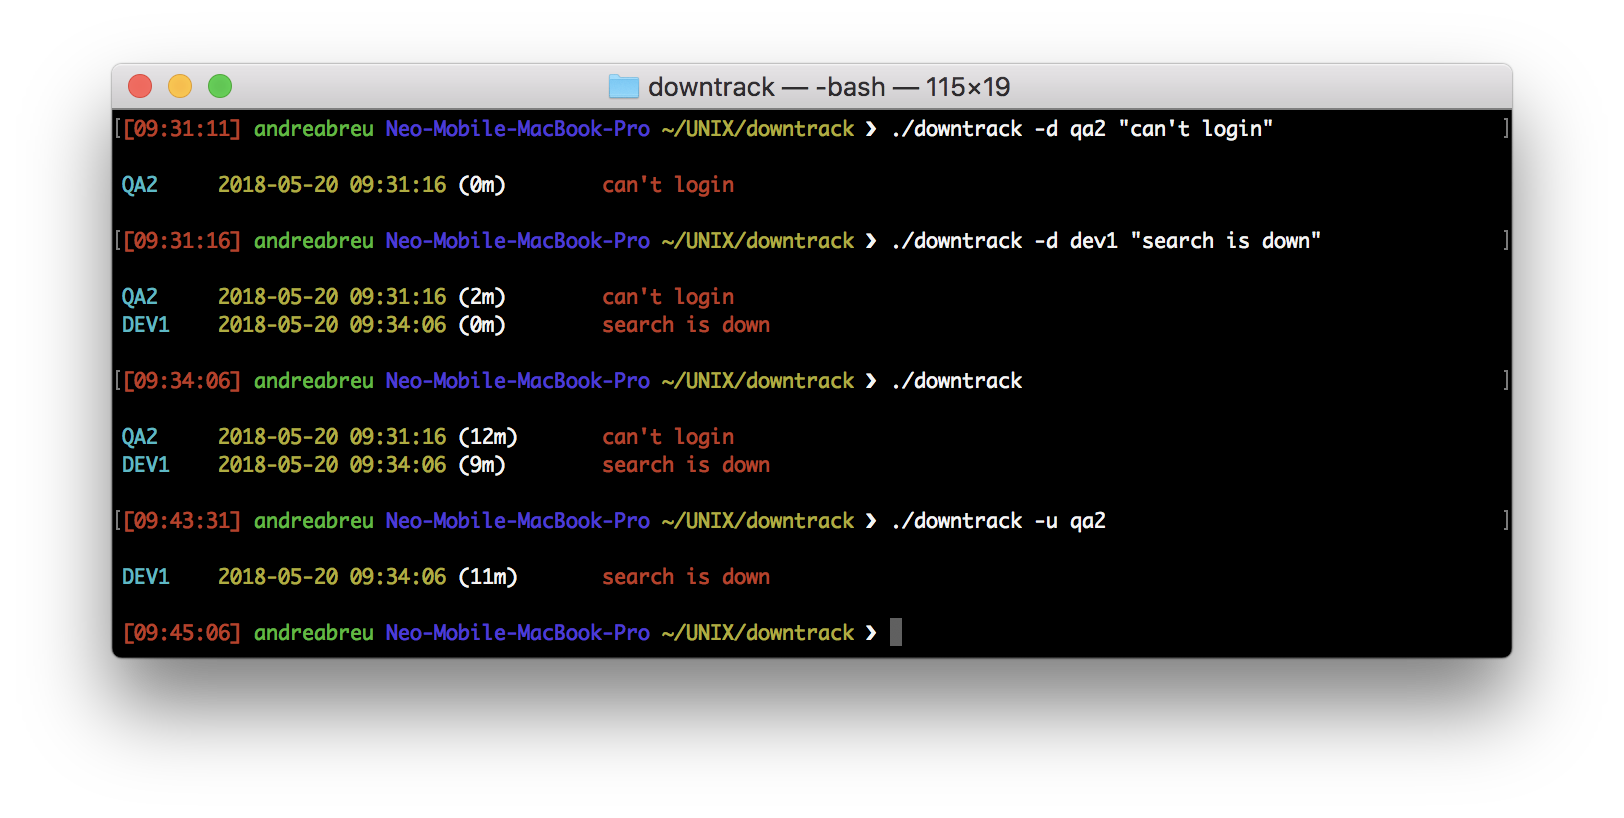 downtrack — -bash — 115×19
[[09:31:11] andreabreu Neo-Mobile-MacBook-Pro ~/UNIX/downtrack ❯ ./downtrack -d qa2 "can't login" ]
QA2 2018-05-20 09:31:16 (0m) can't login
[[09:31:16] andreabreu Neo-Mobile-MacBook-Pro ~/UNIX/downtrack ❯ ./downtrack -d dev1 "search is down" ]
QA2 2018-05-20 09:31:16 (2m) can't login
DEV1 2018-05-20 09:34:06 (0m) search is down
[[09:34:06] andreabreu Neo-Mobile-MacBook-Pro ~/UNIX/downtrack ❯ ./downtrack ]
QA2 2018-05-20 09:31:16 (12m) can't login
DEV1 2018-05-20 09:34:06 (9m) search is down
[[09:43:31] andreabreu Neo-Mobile-MacBook-Pro ~/UNIX/downtrack ❯ ./downtrack -u qa2 ]
DEV1 2018-05-20 09:34:06 (11m) search is down
[09:45:06] andreabreu Neo-Mobile-MacBook-Pro ~/UNIX/downtrack ❯